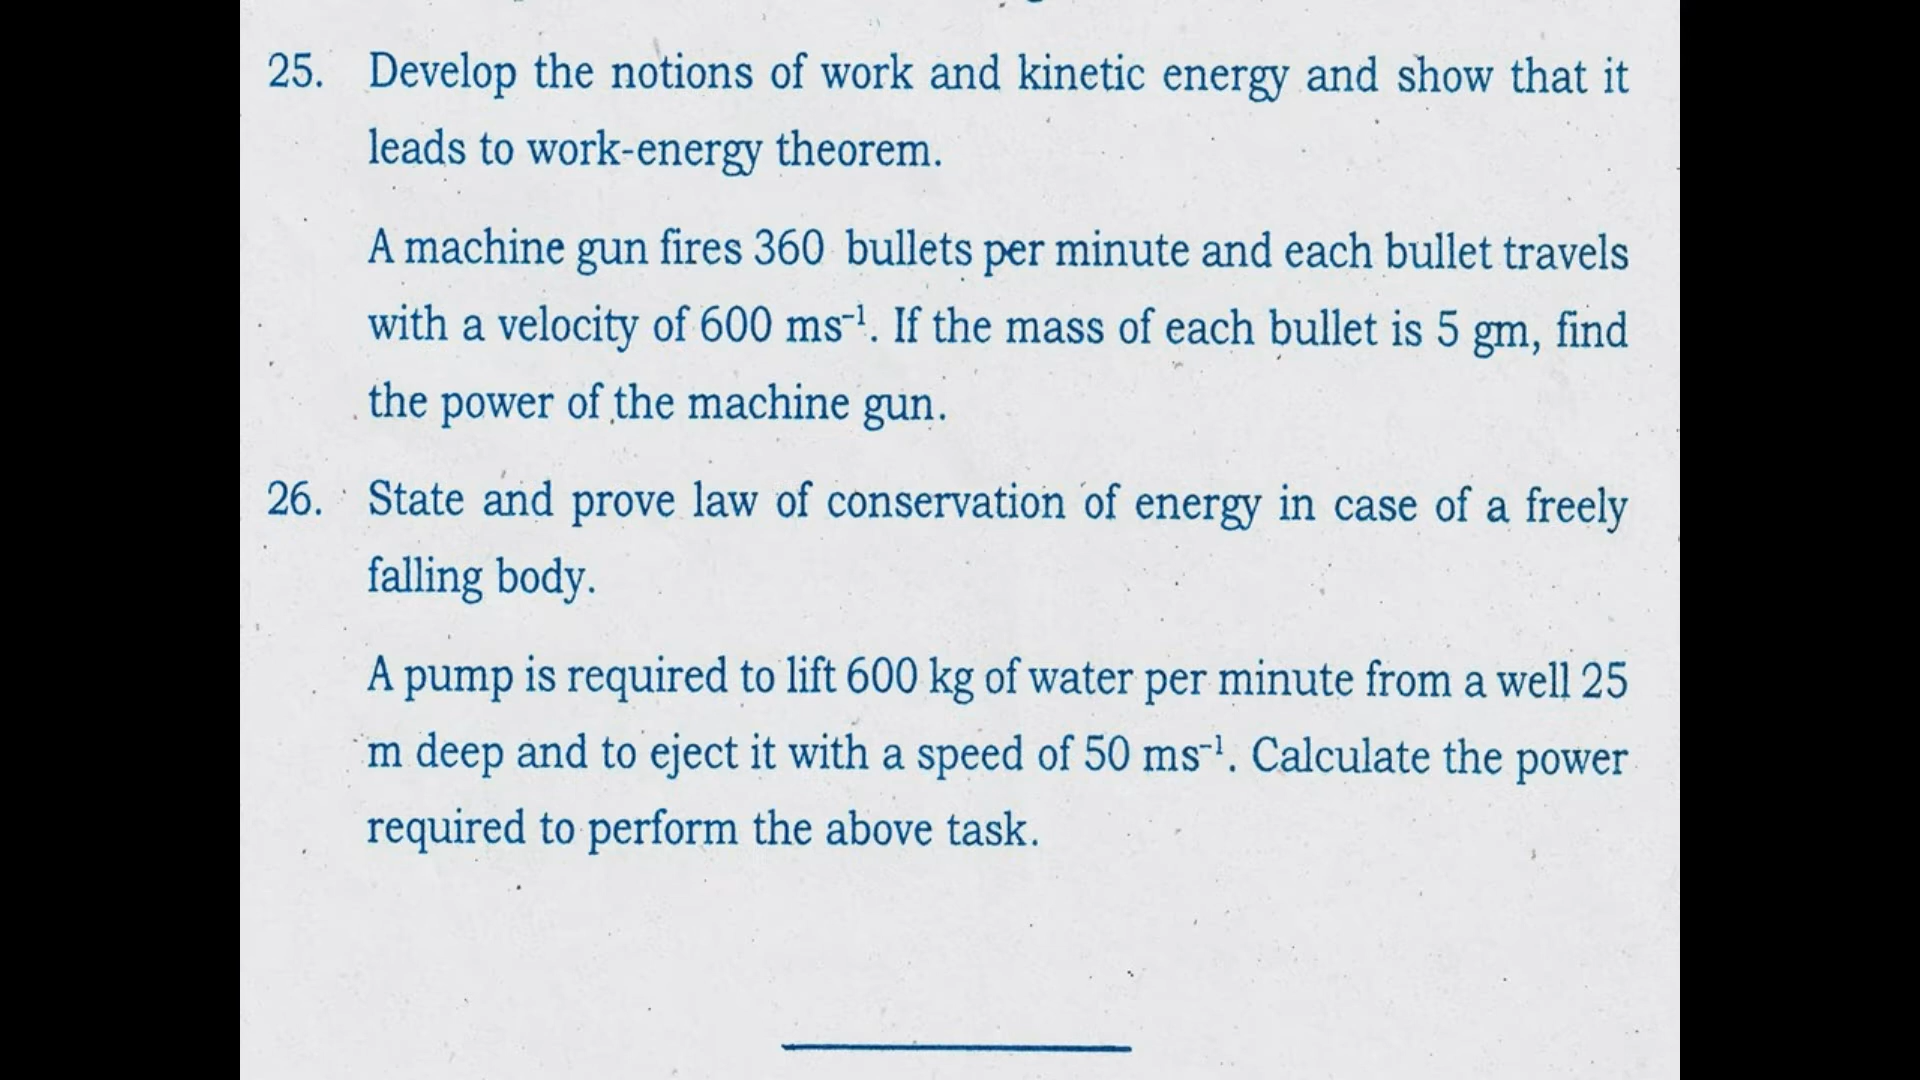 25. Develop the notions of work and kinetic energy and show that it
leads to work-energy theorem.
A machine gun fires 360 bullets per minute and each bullet travels
with a velocity of 600 ms⁻¹. If the mass of each bullet is 5 gm, find
the power of the machine gun.
26. State and prove law of conservation of energy in case of a freely
falling body.
A pump is required to lift 600 kg of water per minute from a well 25
m deep and to eject it with a speed of 50 ms⁻¹. Calculate the power
required to perform the above task.